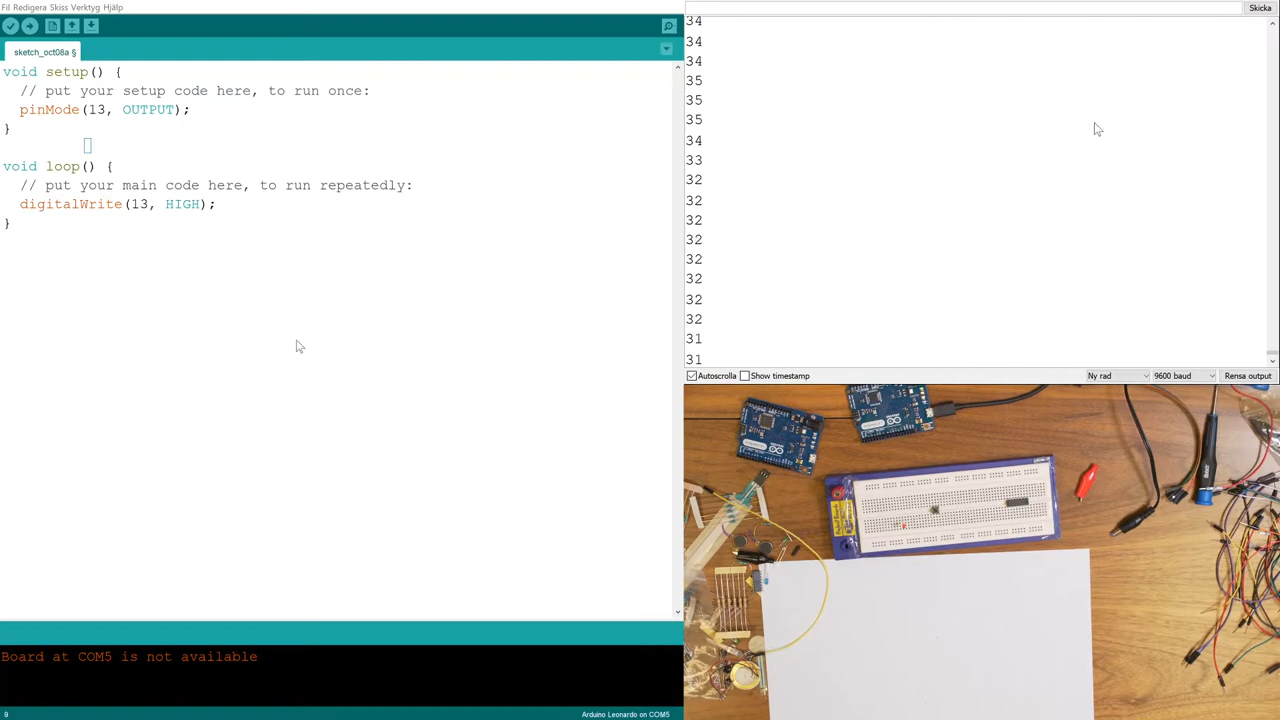 Fil Redigera Skiss Verktyg Hjälp
sketch_oct08a §
void setup() {
// put your setup code here, to run once:
pinMode(13, OUTPUT);
}
void loop() {
// put your main code here, to run repeatedly:
digitalWrite(13, HIGH);
}
Board at COM5 is not available
9
Arduino Leonardo on COM5
Skicka
34
34
34
35
35
35
34
33
32
32
32
32
32
32
32
32
31
31
Autoscrolla
Show timestamp
Ny rad
9600 baud
Rensa output